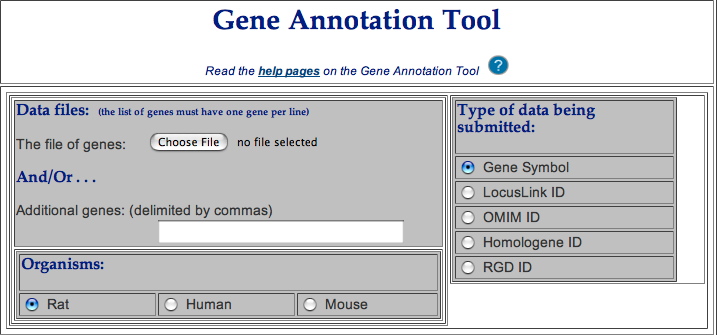 Gene Annotation Tool
Read the help pages on the Gene Annotation Tool ?
Data files: (the list of genes must have one gene per line)
The file of genes: Choose File no file selected
And/Or . . .
Additional genes: (delimited by commas)
Organisms:
Rat Human Mouse
Type of data being
submitted:
Gene Symbol
LocusLink ID
OMIM ID
Homologene ID
RGD ID